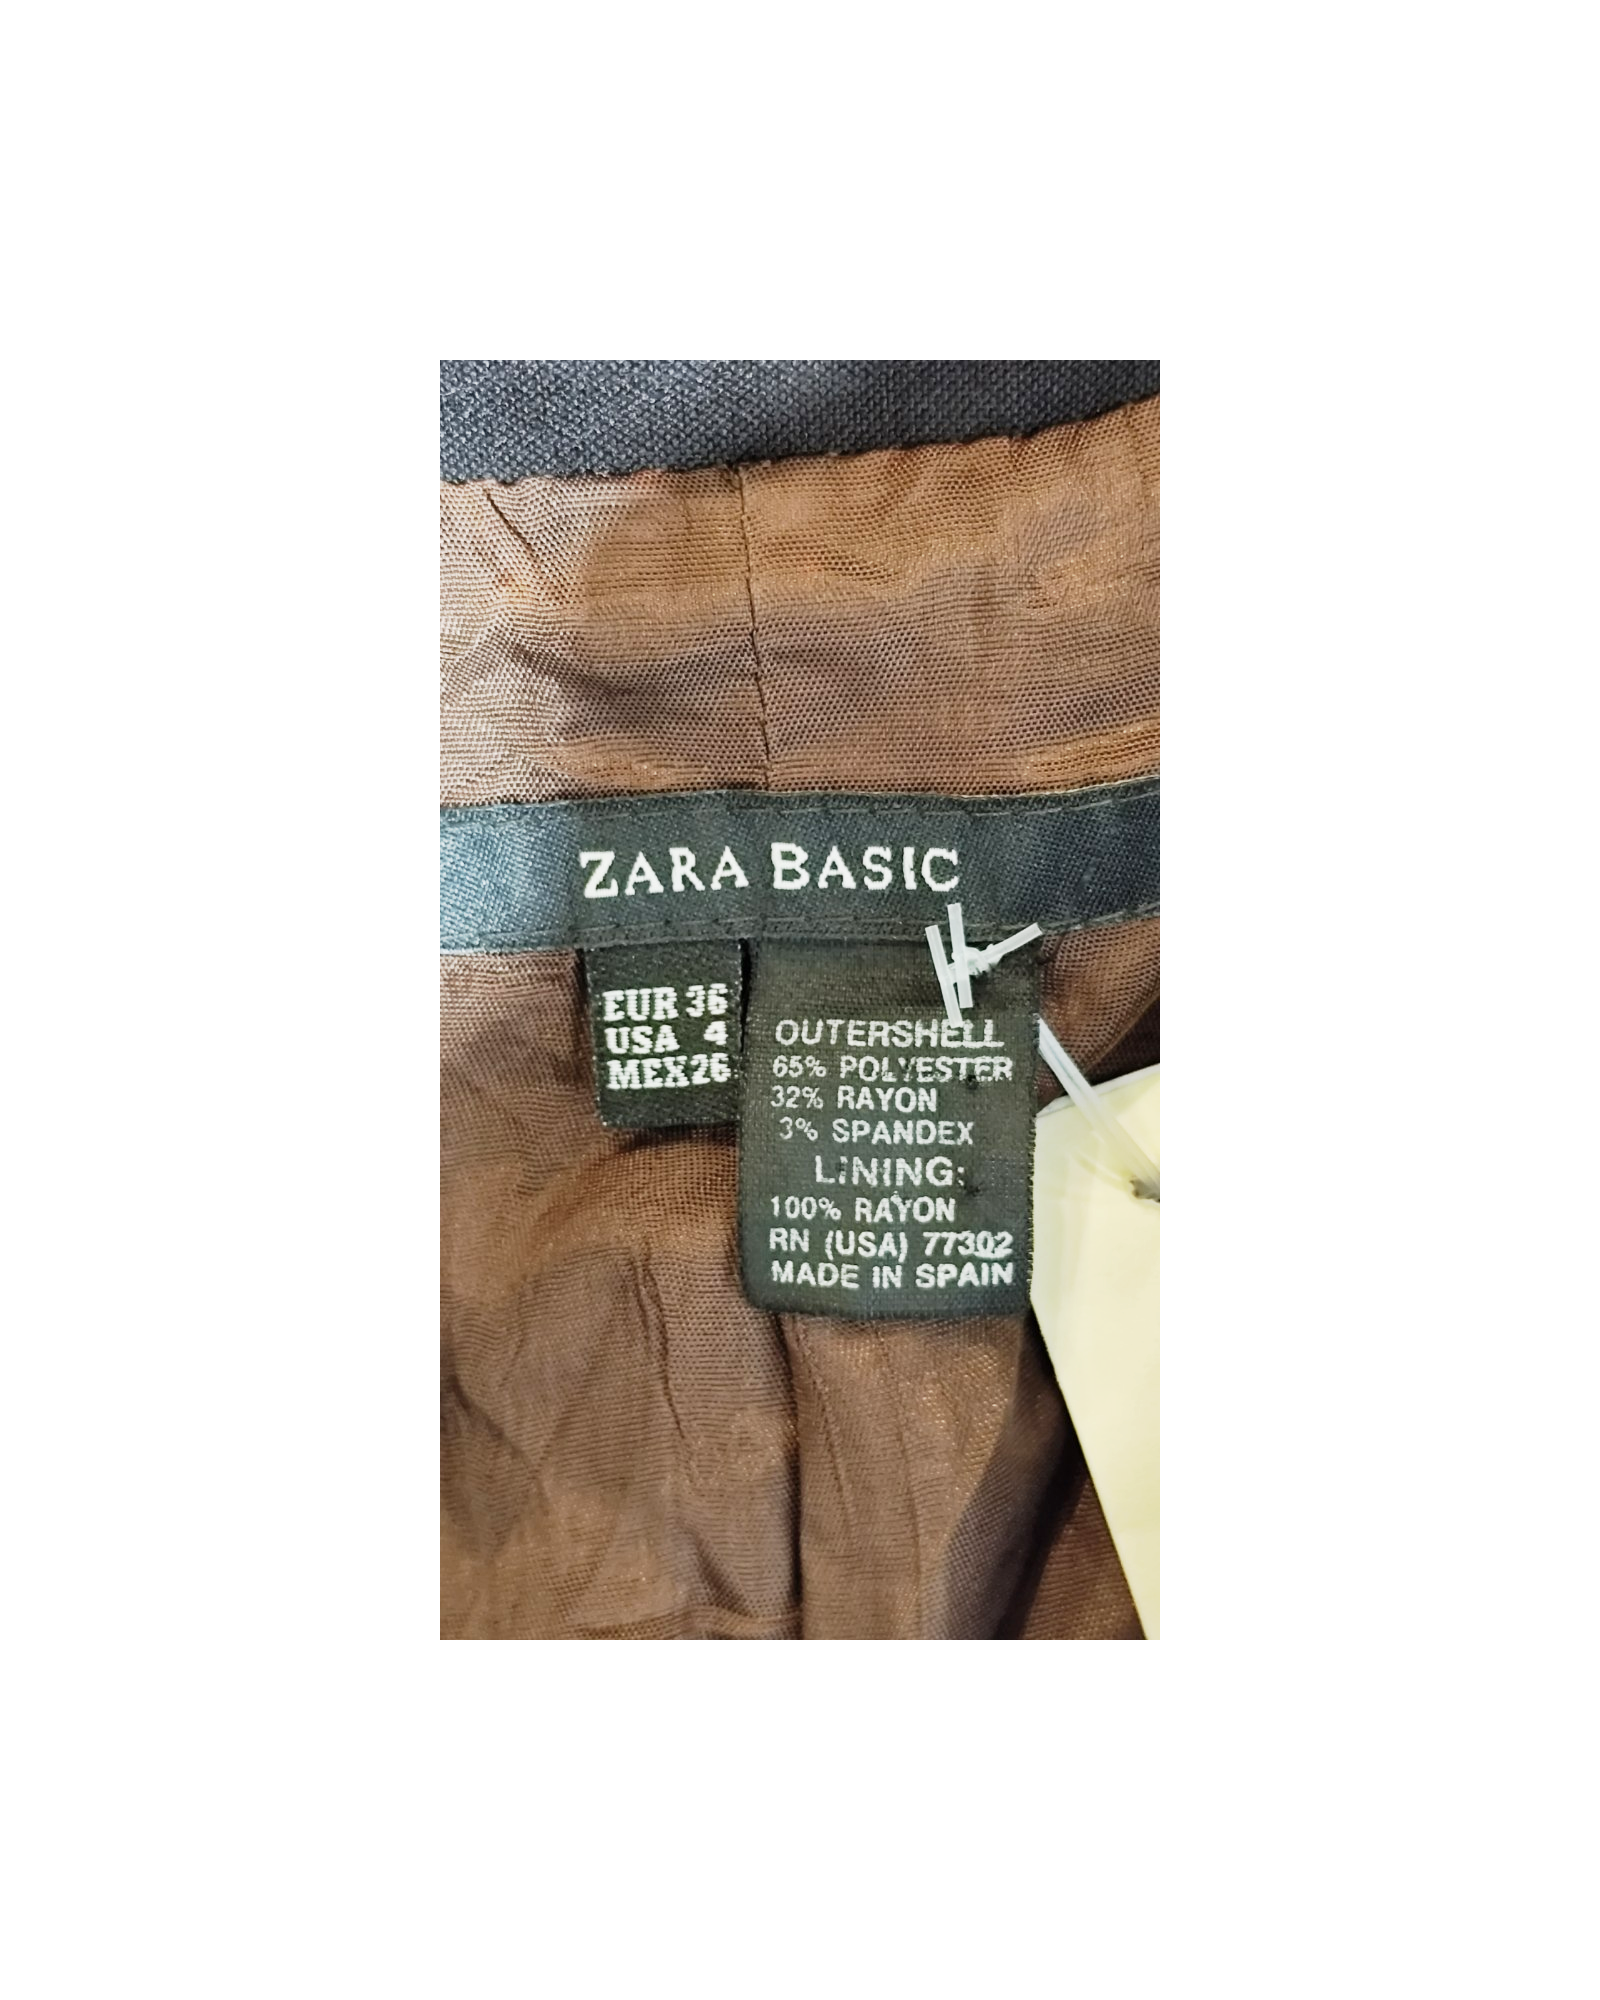 ZARA BASIC
EUR 36
USA 4
MEX 26
OUTERSHELL
65% POLYESTER
32% RAYON
3% SPANDEX
LINING:
100% RAYON
RN (USA) 77302
MADE IN SPAIN